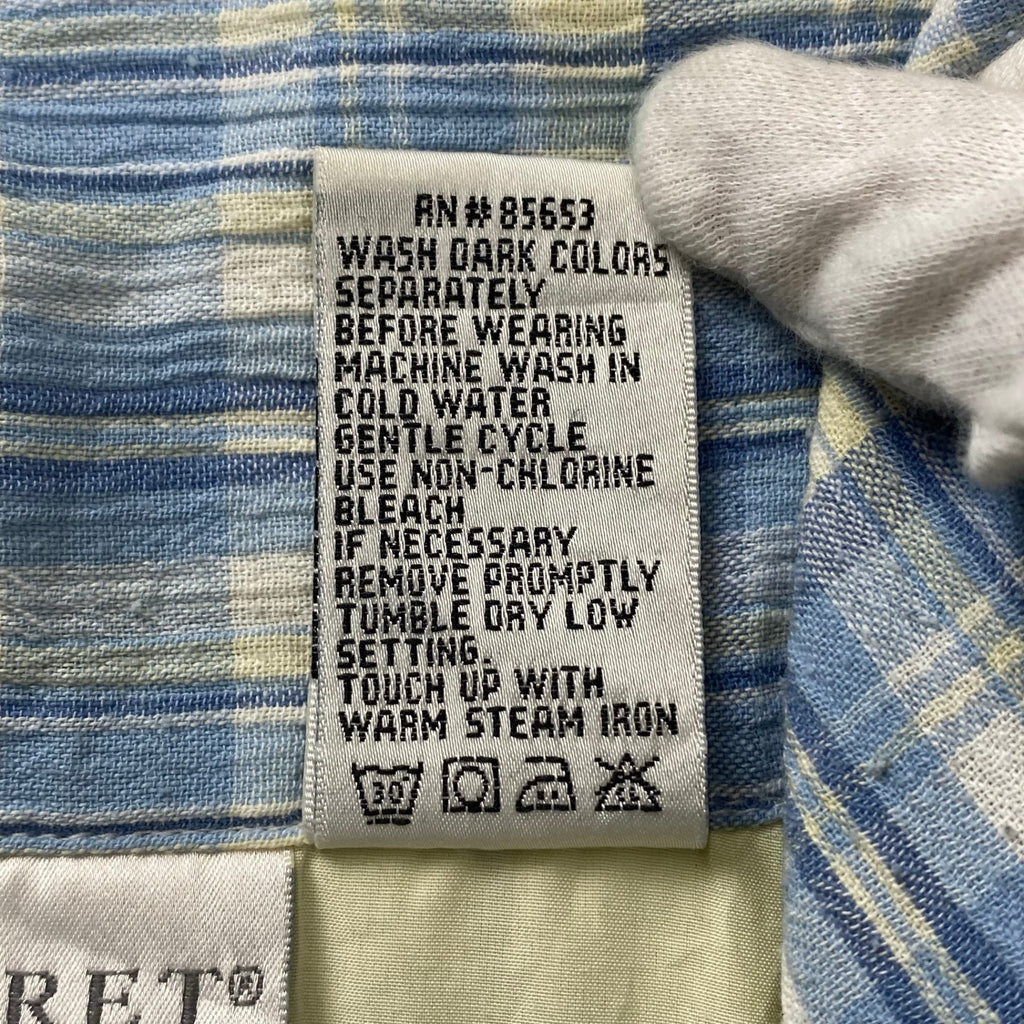 RN#85653
WASH DARK COLORS
SEPARATELY
BEFORE WEARING
MACHINE WASH IN
COLD WATER
GENTLE CYCLE
USE NON-CHLORINE
BLEACH
IF NECESSARY
REMOVE PROMPTLY
TUMBLE DRY LOW
SETTING.
TOUCH UP WITH
WARM STEAM IRON
30
RET®